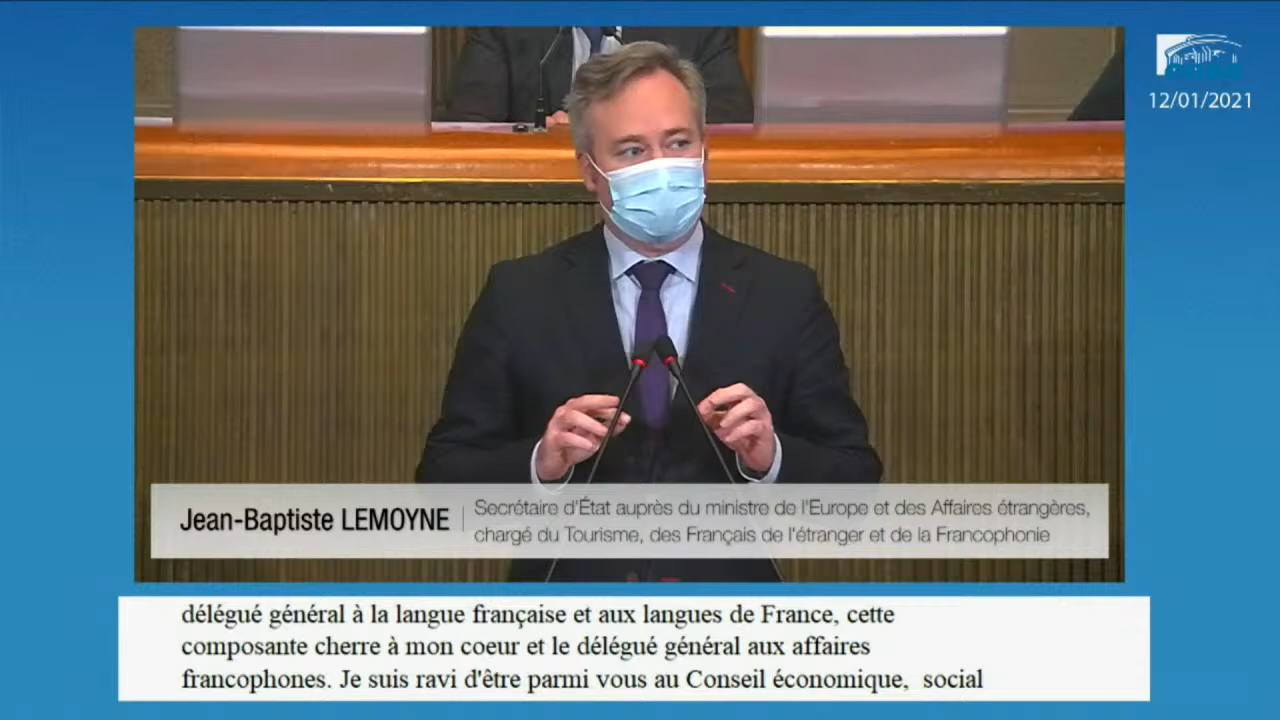 12/01/2021
Jean-Baptiste LEMOYNE
Secrétaire d'État auprès du ministre de l'Europe et des Affaires étrangères,
chargé du Tourisme, des Français de l'étranger et de la Francophonie
délégué général à la langue française et aux langues de France, cette
composante cherre à mon coeur et le délégué général aux affaires
francophones. Je suis ravi d'être parmi vous au Conseil économique, social